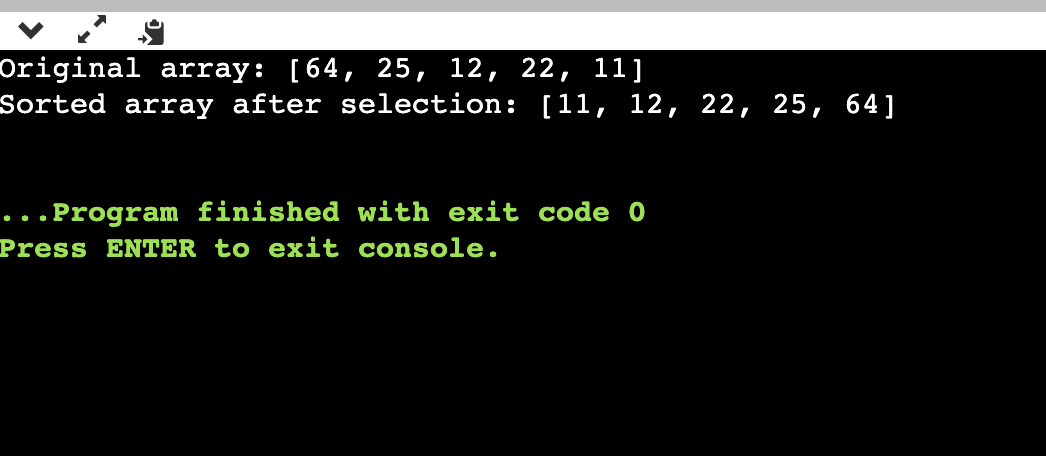 Original array: [64, 25, 12, 22, 11]
Sorted array after selection: [11, 12, 22, 25, 64]
...Program finished with exit code 0
Press ENTER to exit console.